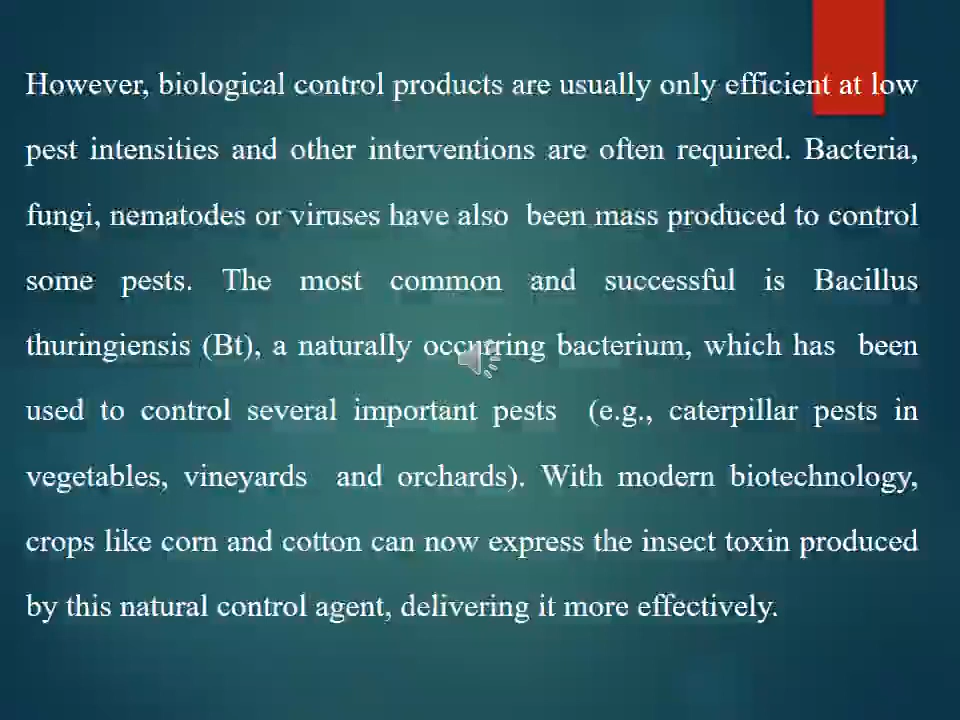 However, biological control products are usually only efficient at low
pest intensities and other interventions are often required. Bacteria,
fungi, nematodes or viruses have also been mass produced to control
some pests. The most common and successful is Bacillus
thuringiensis (Bt), a naturally occurring bacterium, which has been
used to control several important pests (e.g., caterpillar pests in
vegetables, vineyards and orchards). With modern biotechnology,
crops like corn and cotton can now express the insect toxin produced
by this natural control agent, delivering it more effectively.